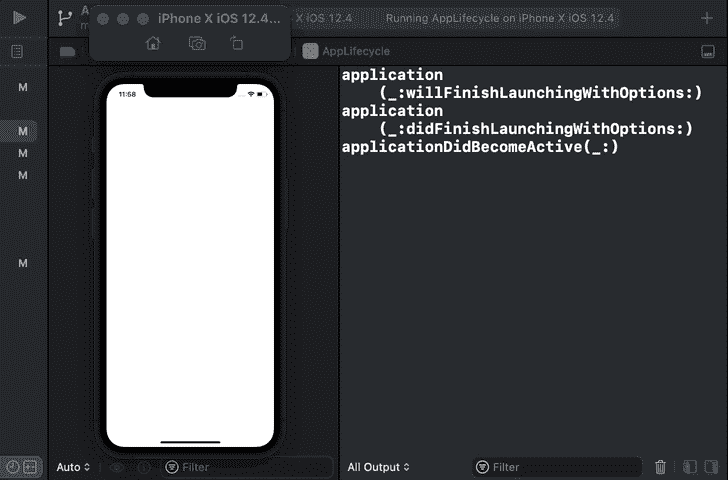 iPhone X iOS 12.4...
X iOS 12.4
Running AppLifecycle on iPhone X iOS 12.4
AppLifecycle
M
M
M
M
M
11:58
application
(_:willFinishLaunchingWithOptions:)
application
(_:didFinishLaunchingWithOptions:)
applicationDidBecomeActive(_:)
Auto
Filter
All Output
Filter